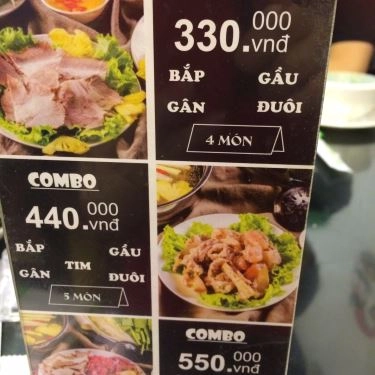 330.000 vnđ
BẮP GẦU
GÂN ĐUÔI
4 MÓN
COMBO
440.000 vnđ
BẮP GẦU
TIM
GÂN ĐUÔI
5 MÓN
COMBO
550.000 vnđ